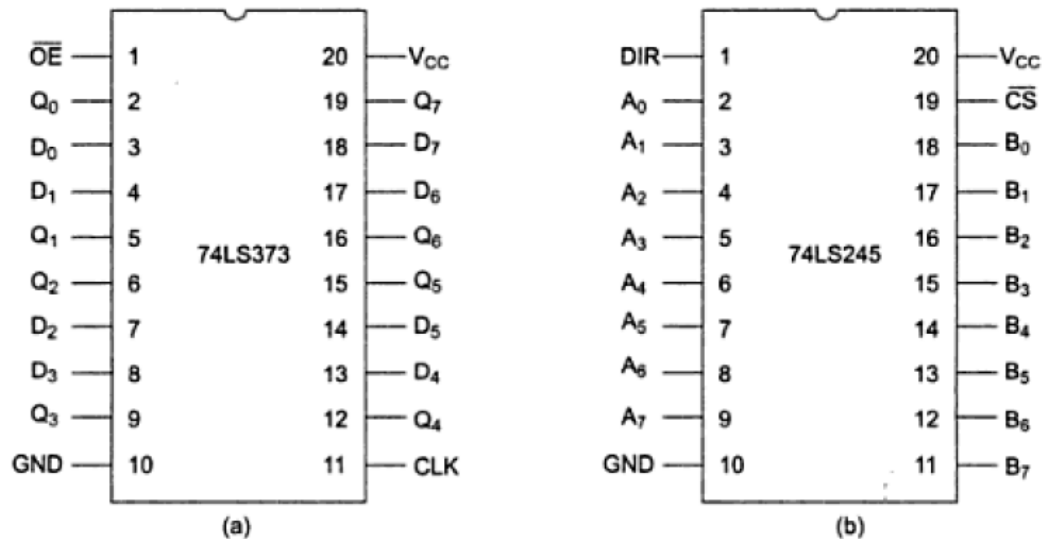 O̅E̅ 1 20 V_CC
Q₀ 2 19 Q₇
D₀ 3 18 D₇
D₁ 4 17 D₆
Q₁ 5 16 Q₆
74LS373
Q₂ 6 15 Q₅
D₂ 7 14 D₅
D₃ 8 13 D₄
Q₃ 9 12 Q₄
GND 10 11 CLK
(a)
DIR 1 20 V_CC
A₀ 2 19 C̅S̅
A₁ 3 18 B₀
A₂ 4 17 B₁
A₃ 5 16 B₂
74LS245
A₄ 6 15 B₃
A₅ 7 14 B₄
A₆ 8 13 B₅
A₇ 9 12 B₆
GND 10 11 B₇
(b)